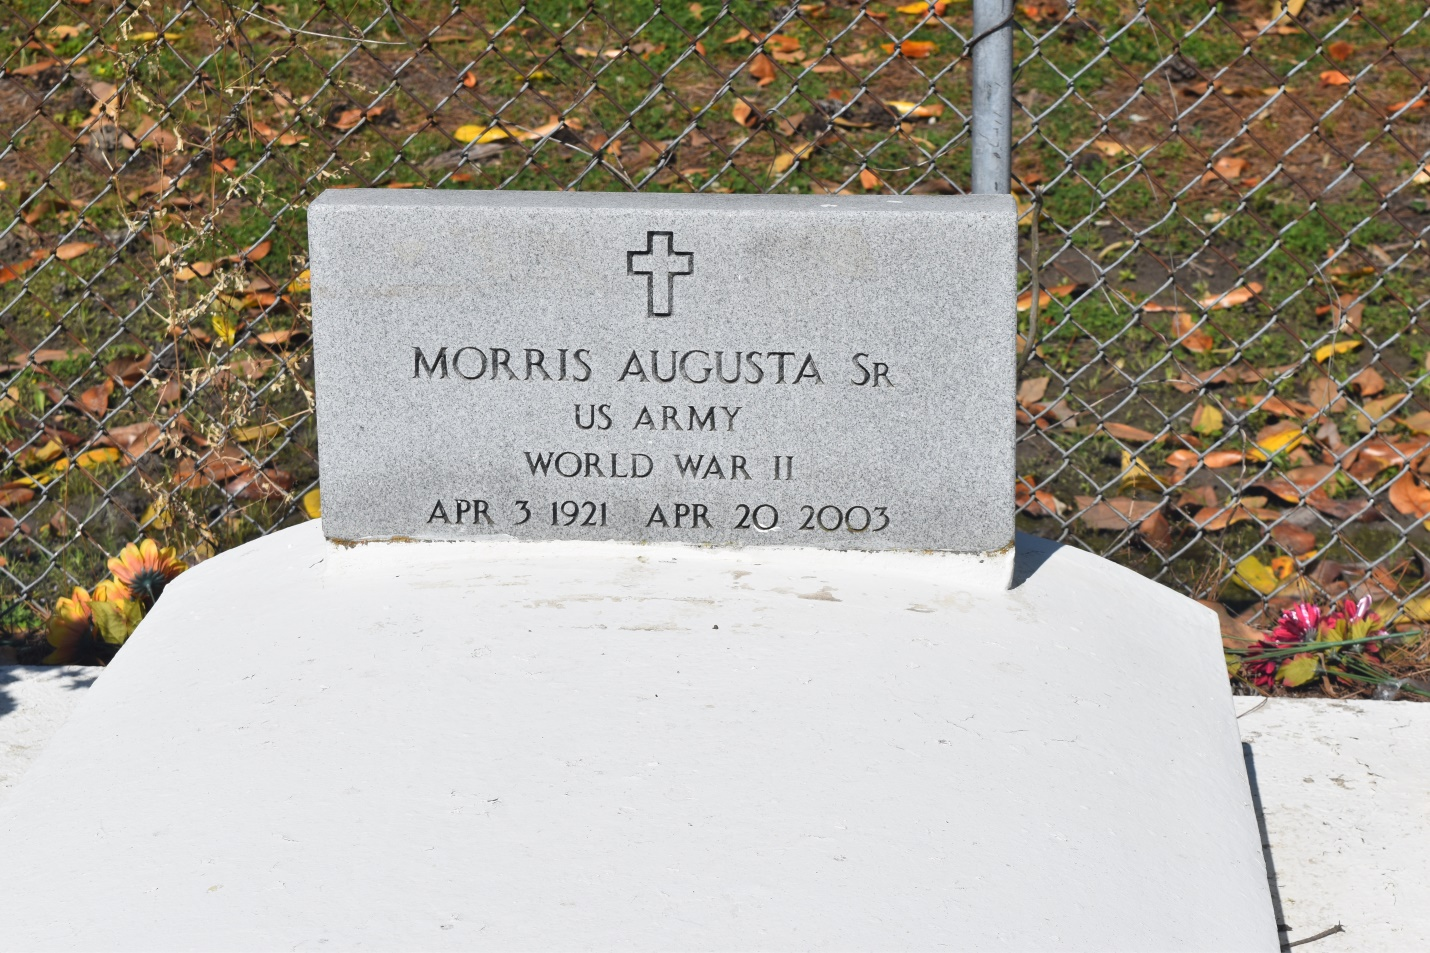 MORRIS AUGUSTA SR
US ARMY
WORLD WAR II
APR 3 1921 APR 20 2003